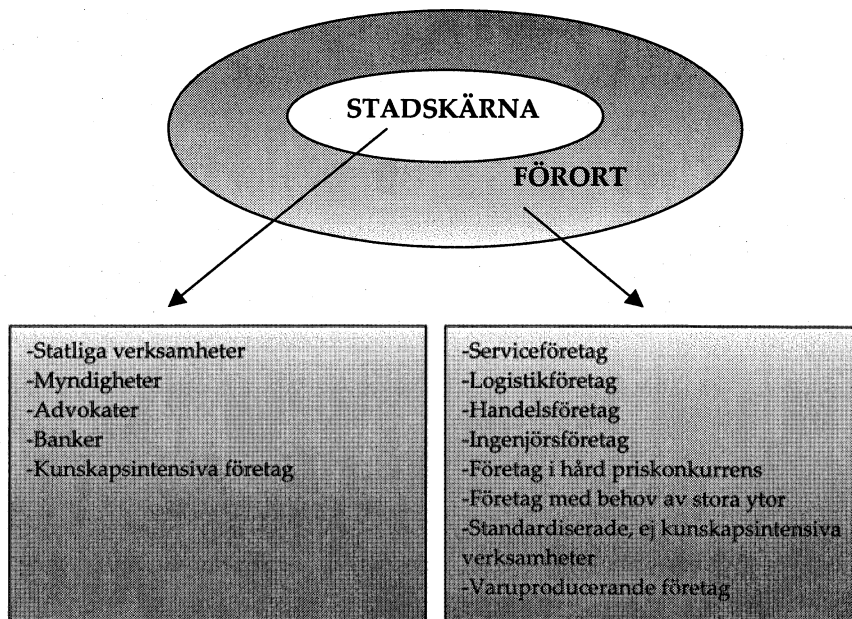 STADSKÄRNA
FÖRORT
-Statliga verksamheter
-Myndigheter
-Advokater
-Banker
-Kunskapsintensiva företag
-Serviceföretag
-Logistikföretag
-Handelsföretag
-Ingenjörsföretag
-Företag i hård priskonkurrens
-Företag med behov av stora ytor
-Standardiserade, ej kunskapsintensiva
verksamheter
-Varuproducerande företag